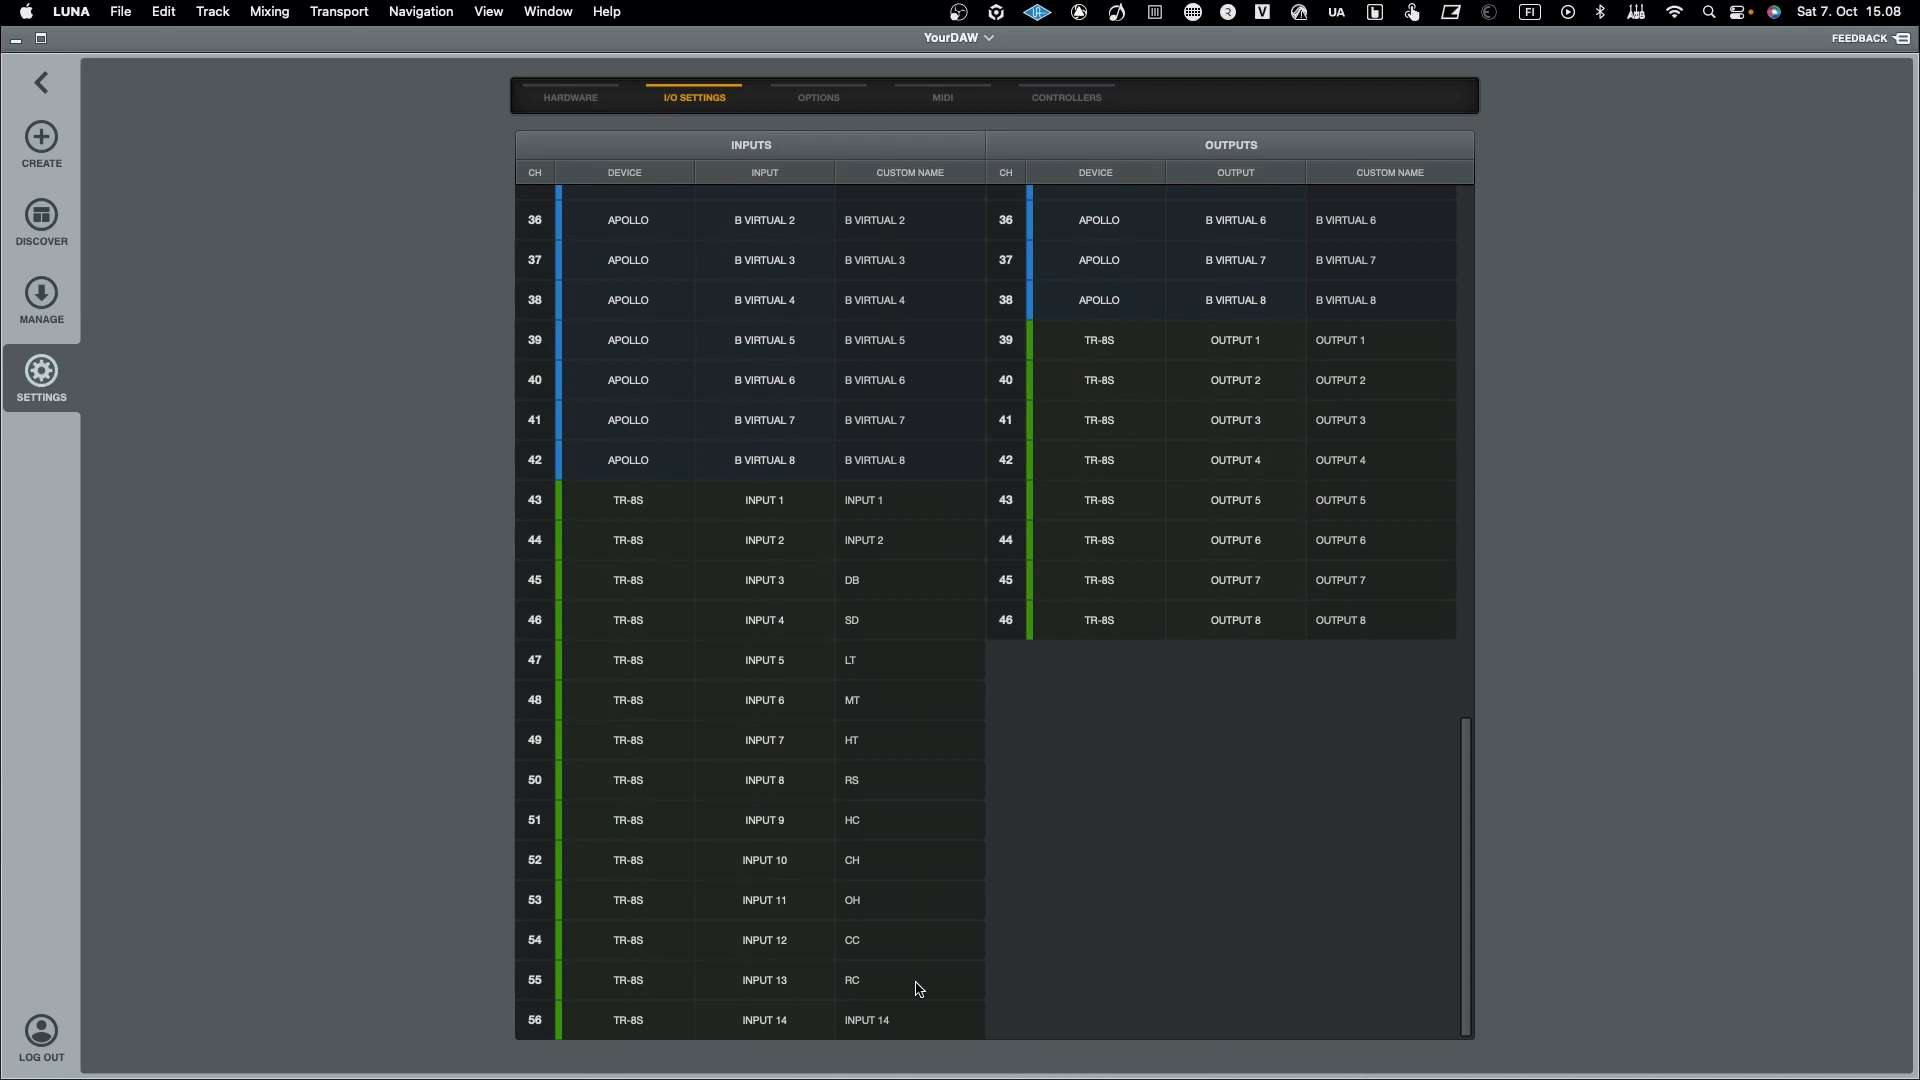 LUNA File Edit Track Mixing Transport Navigation View Window Help UA FI Sat 7. Oct 15.08
YourDAW FEEDBACK
HARDWARE I/O SETTINGS OPTIONS MIDI CONTROLLERS
CREATE
DISCOVER
MANAGE
SETTINGS
LOG OUT
INPUTS OUTPUTS
CH DEVICE INPUT CUSTOM NAME CH DEVICE OUTPUT CUSTOM NAME
36 APOLLO B VIRTUAL 2 B VIRTUAL 2 36 APOLLO B VIRTUAL 6 B VIRTUAL 6
37 APOLLO B VIRTUAL 3 B VIRTUAL 3 37 APOLLO B VIRTUAL 7 B VIRTUAL 7
38 APOLLO B VIRTUAL 4 B VIRTUAL 4 38 APOLLO B VIRTUAL 8 B VIRTUAL 8
39 APOLLO B VIRTUAL 5 B VIRTUAL 5 39 TR-8S OUTPUT 1 OUTPUT 1
40 APOLLO B VIRTUAL 6 B VIRTUAL 6 40 TR-8S OUTPUT 2 OUTPUT 2
41 APOLLO B VIRTUAL 7 B VIRTUAL 7 41 TR-8S OUTPUT 3 OUTPUT 3
42 APOLLO B VIRTUAL 8 B VIRTUAL 8 42 TR-8S OUTPUT 4 OUTPUT 4
43 TR-8S INPUT 1 INPUT 1 43 TR-8S OUTPUT 5 OUTPUT 5
44 TR-8S INPUT 2 INPUT 2 44 TR-8S OUTPUT 6 OUTPUT 6
45 TR-8S INPUT 3 DB 45 TR-8S OUTPUT 7 OUTPUT 7
46 TR-8S INPUT 4 SD 46 TR-8S OUTPUT 8 OUTPUT 8
47 TR-8S INPUT 5 LT
48 TR-8S INPUT 6 MT
49 TR-8S INPUT 7 HT
50 TR-8S INPUT 8 RS
51 TR-8S INPUT 9 HC
52 TR-8S INPUT 10 CH
53 TR-8S INPUT 11 OH
54 TR-8S INPUT 12 CC
55 TR-8S INPUT 13 RC
56 TR-8S INPUT 14 INPUT 14